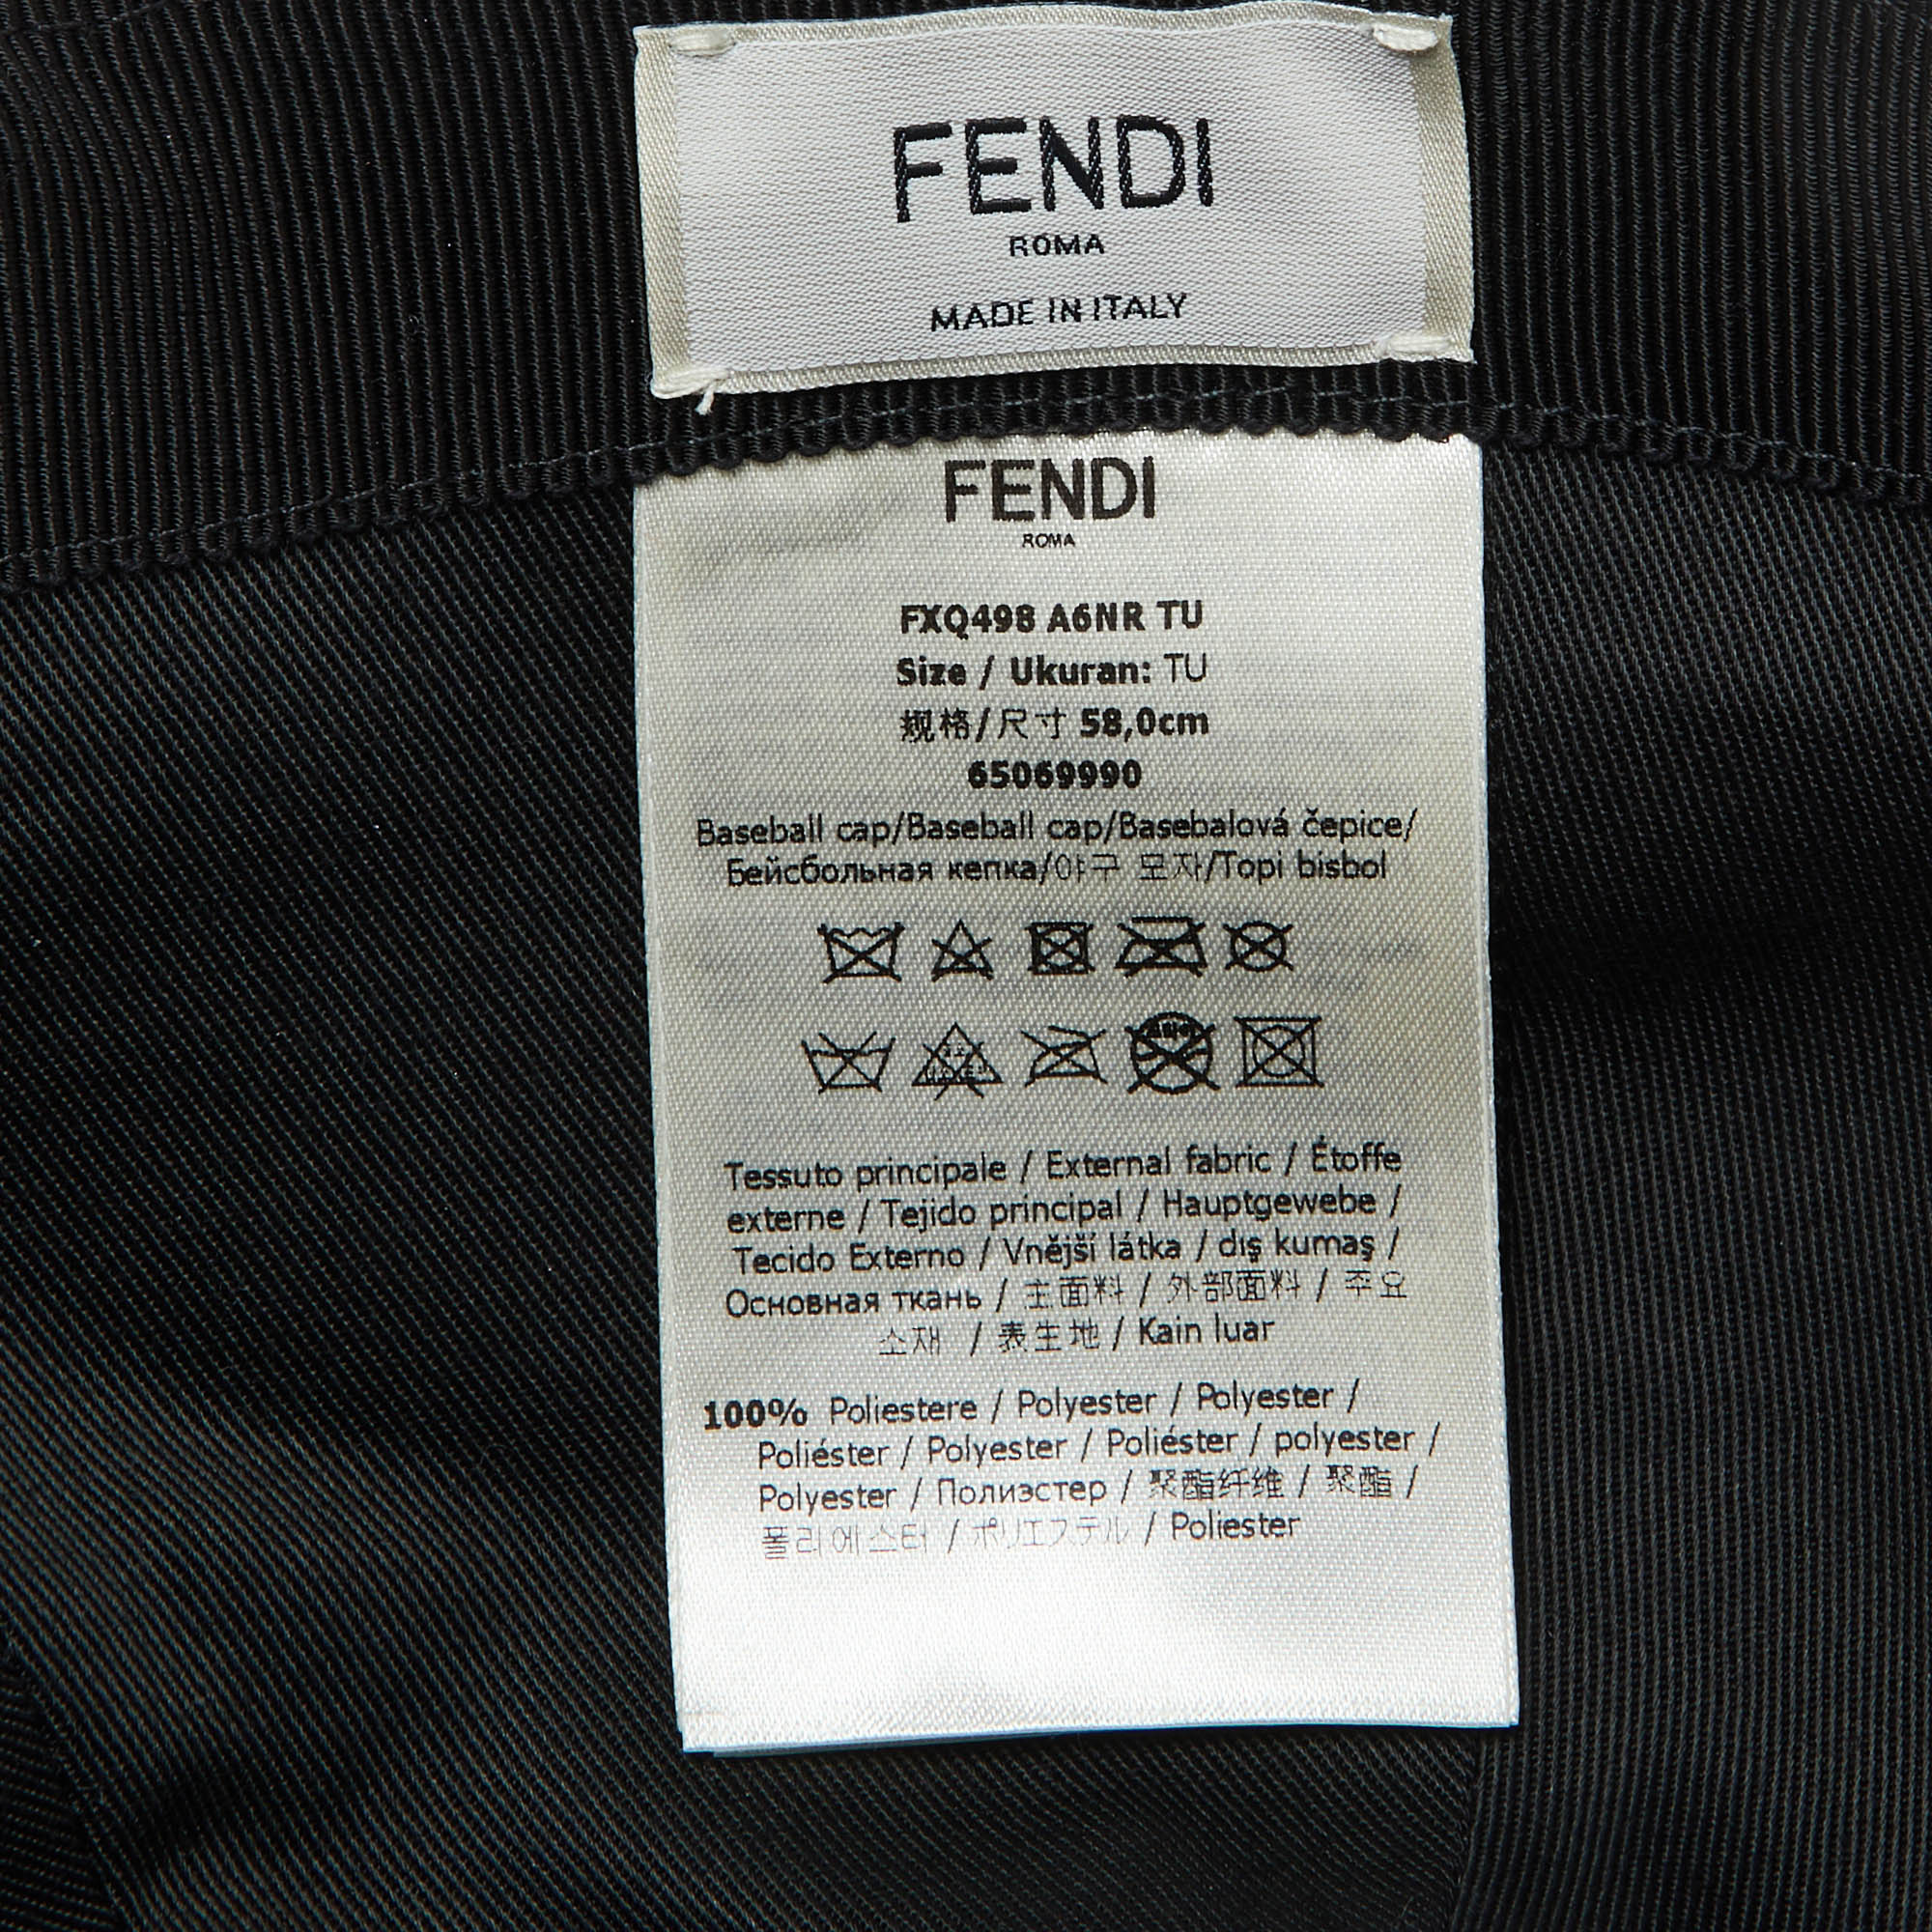 FENDI
ROMA
MADE IN ITALY
FENDI
ROMA
FXQ498 A6NR TU
Size / Ukuran: TU
规格/尺寸 58,0cm
65069990
Baseball cap/Baseball cap/Basebalová čepice/
Бейсбольная кепка/야구 모자/Topi bisbol
Tessuto principale / External fabric / Étoffe
externe / Tejido principal / Hauptgewebe /
Tecido Externo / Vnější látka / dış kumaş /
Основная ткань / 主面料 / 外部面料 / 주요
소재 / 表生地 / Kain luar
100% Poliestere / Polyester / Polyester /
Poliéster / Polyester / Poliéster / polyester /
Polyester / Полиэстер / 聚酯纤维 / 聚酯 /
폴리에스터 / ポリエステル / Poliester